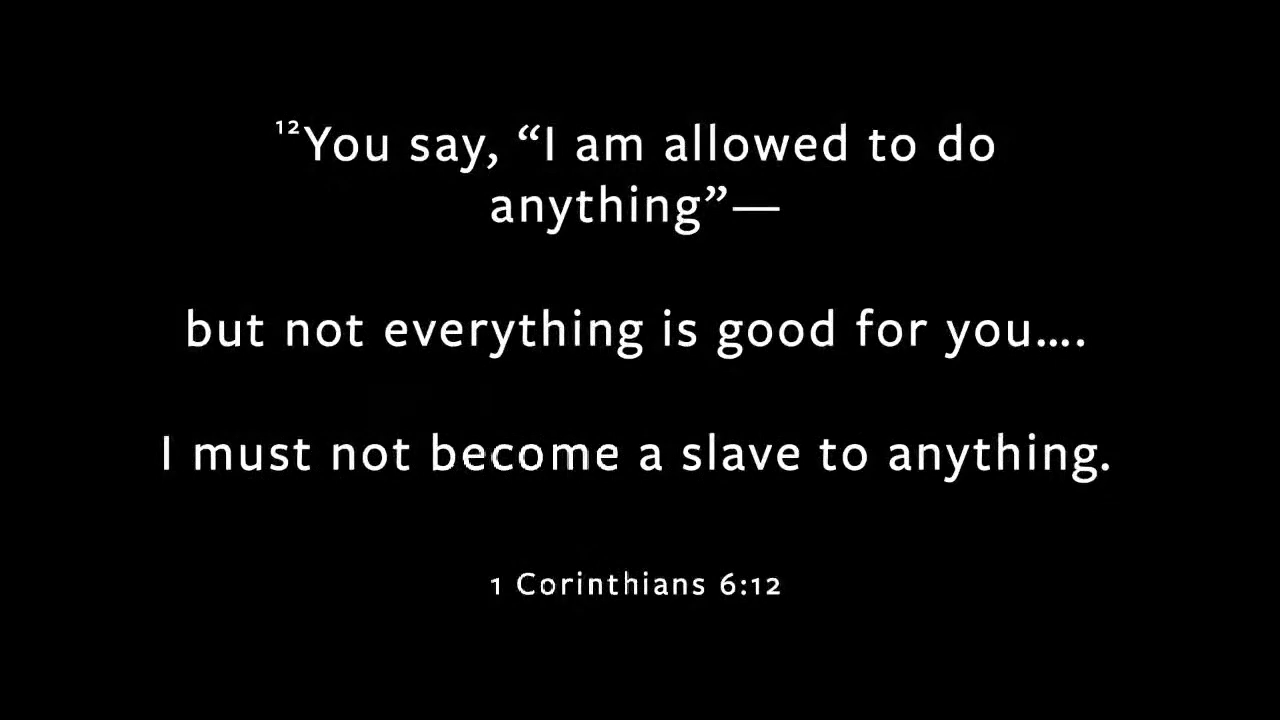 ¹²You say, “I am allowed to do
anything”—
but not everything is good for you….
I must not become a slave to anything.
1 Corinthians 6:12